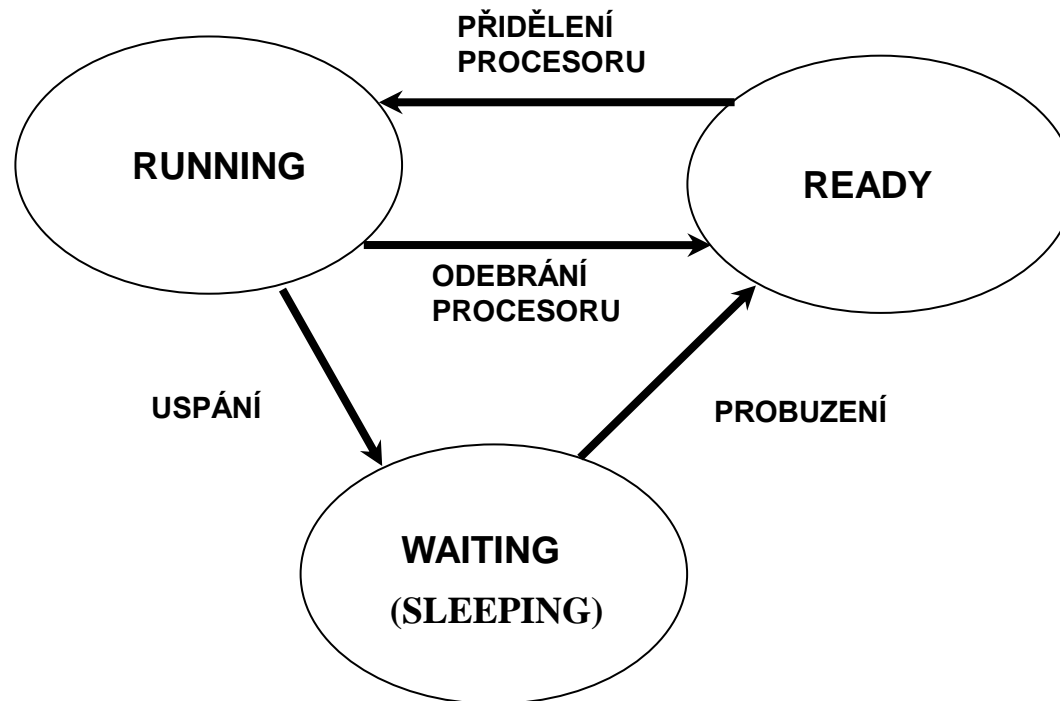 PŘIDĚLENÍ
PROCESORU
RUNNING
READY
ODEBRÁNÍ
PROCESORU
USPÁNÍ
PROBUZENÍ
WAITING
(SLEEPING)